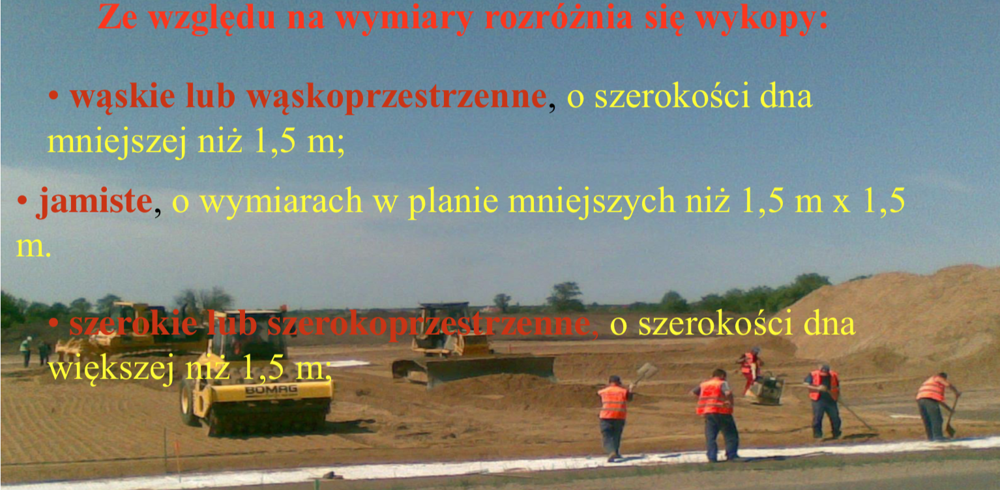 Ze względu na wymiary rozróżnia się wykopy:
• wąskie lub wąskoprzestrzenne, o szerokości dna
mniejszej niż 1,5 m;
• jamiste, o wymiarach w planie mniejszych niż 1,5 m x 1,5
m.
• szerokie lub szerokoprzestrzenne, o szerokości dna
większej niż 1,5 m;
BOMAG